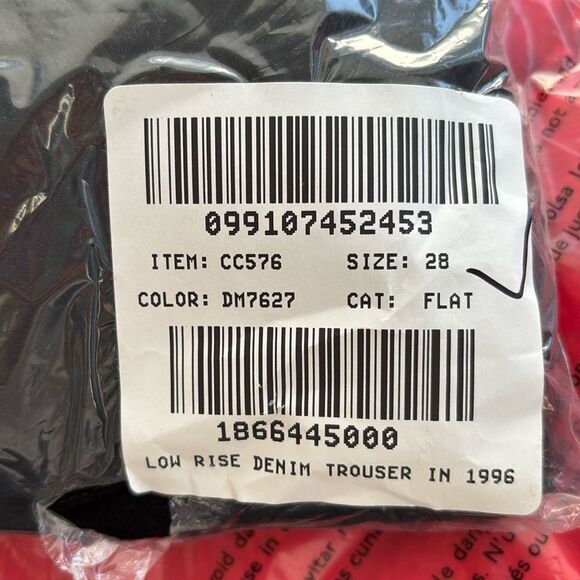 099107452453
ITEM: CC576 SIZE: 28
COLOR: DM7627 CAT: FLAT
1866445000
LOW RISE DENIM TROUSER IN 1996